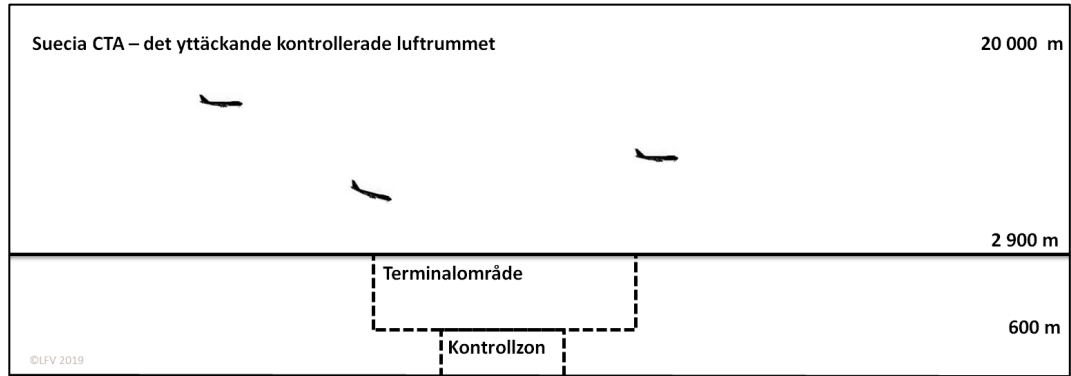 Suecia CTA – det yttäckande kontrollerade luftrummet
20 000 m
2 900 m
Terminalområde
600 m
Kontrollzon
©LFV 2019